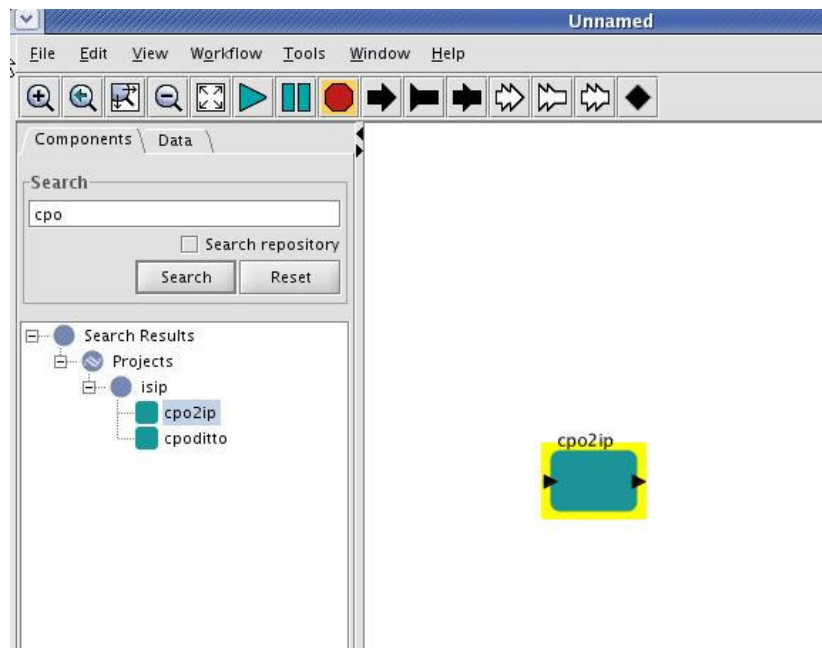 Unnamed
File Edit View Workflow Tools Window Help
Components Data
Search
cpo
Search repository
Search Reset
Search Results
Projects
isip
cpo2ip
cpoditto
cpo2ip